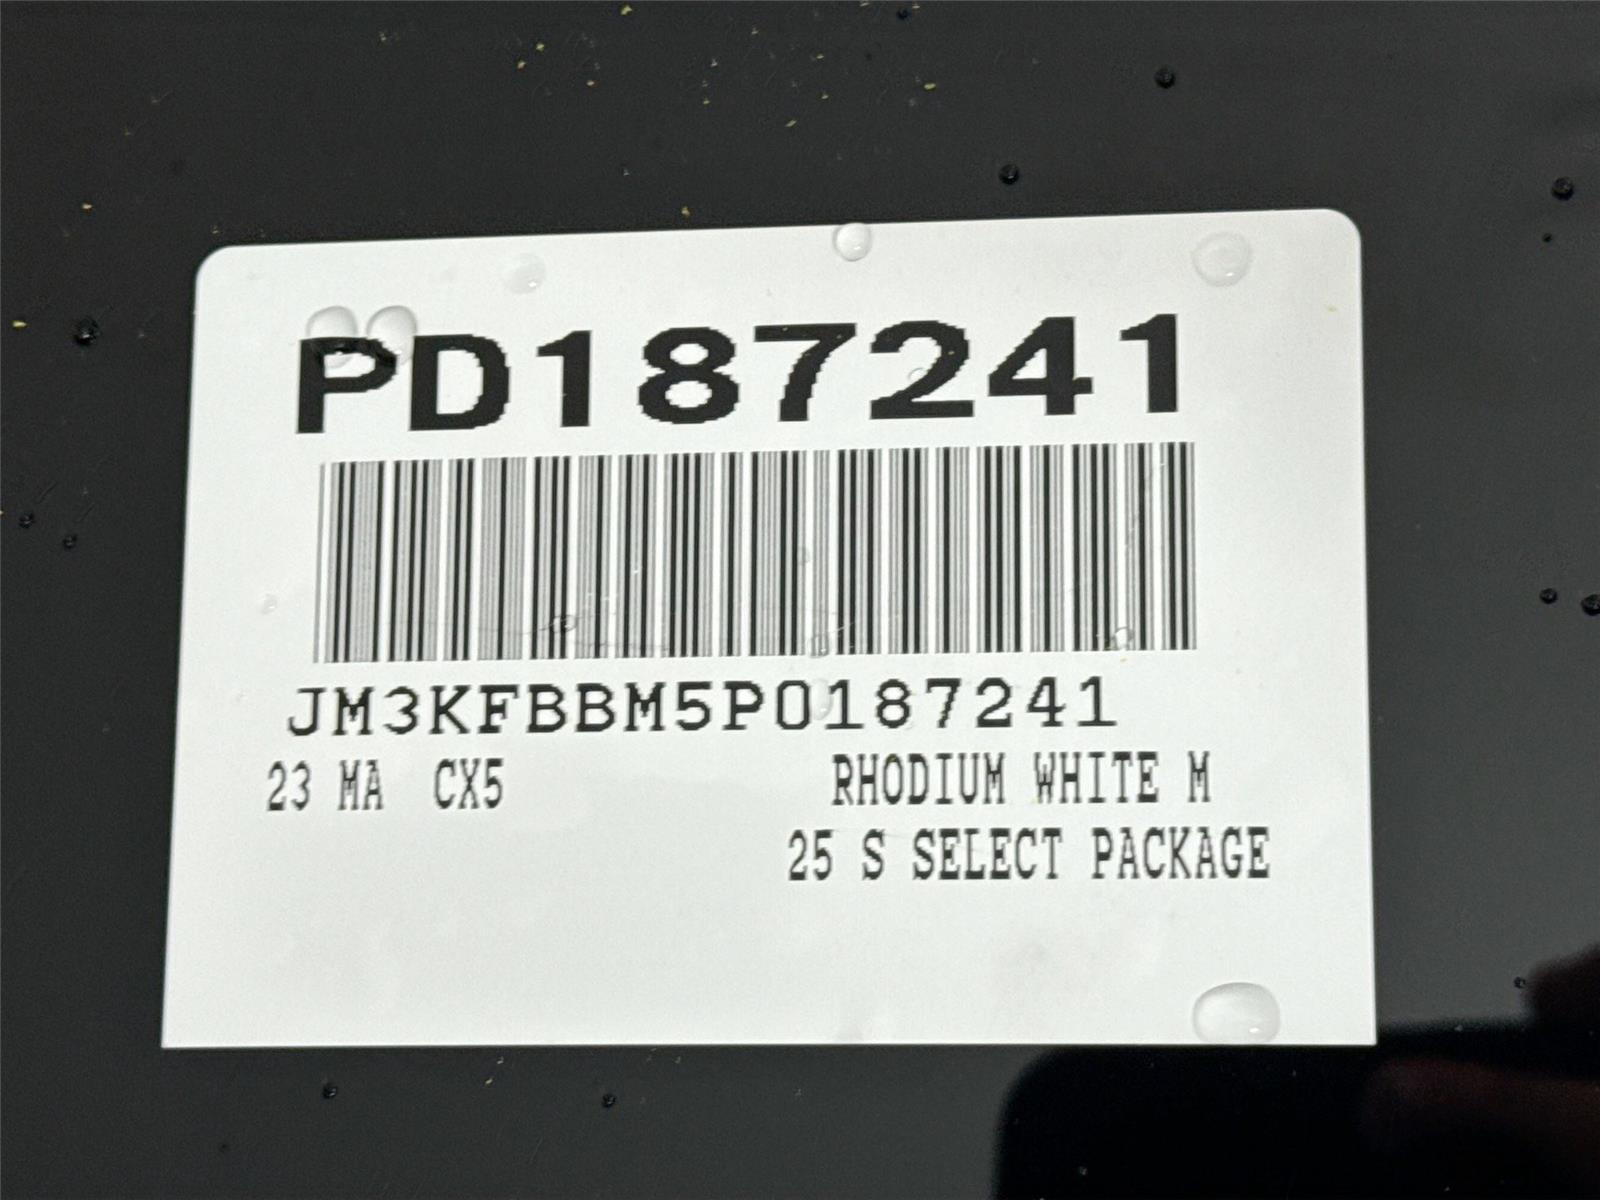 PD187241
JM3KFBBM5P0187241
23 MA CX5 RHODIUM WHITE M
25 S SELECT PACKAGE